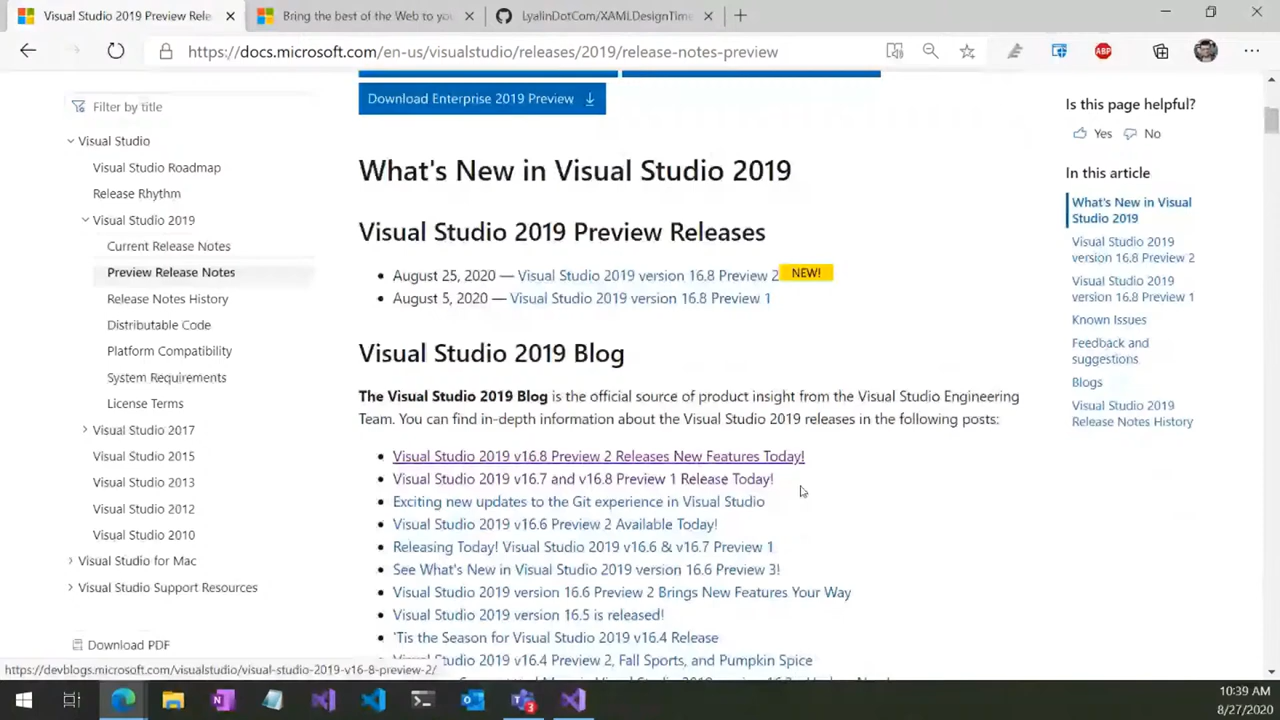 Visual Studio 2019 Preview Rele
Bring the best of the Web to yo
LyalinDotCom/XAMLDesignTime
https://docs.microsoft.com/en-us/visualstudio/releases/2019/release-notes-preview
ABP
Filter by title
Visual Studio
Visual Studio Roadmap
Release Rhythm
Visual Studio 2019
Current Release Notes
Preview Release Notes
Release Notes History
Distributable Code
Platform Compatibility
System Requirements
License Terms
Visual Studio 2017
Visual Studio 2015
Visual Studio 2013
Visual Studio 2012
Visual Studio 2010
Visual Studio for Mac
Visual Studio Support Resources
Download PDF
Download Enterprise 2019 Preview
What's New in Visual Studio 2019
Visual Studio 2019 Preview Releases
August 25, 2020 — Visual Studio 2019 version 16.8 Preview 2 NEW!
August 5, 2020 — Visual Studio 2019 version 16.8 Preview 1
Visual Studio 2019 Blog
The Visual Studio 2019 Blog is the official source of product insight from the Visual Studio Engineering
Team. You can find in-depth information about the Visual Studio 2019 releases in the following posts:
Visual Studio 2019 v16.8 Preview 2 Releases New Features Today!
Visual Studio 2019 v16.7 and v16.8 Preview 1 Release Today!
Exciting new updates to the Git experience in Visual Studio
Visual Studio 2019 v16.6 Preview 2 Available Today!
Releasing Today! Visual Studio 2019 v16.6 & v16.7 Preview 1
See What's New in Visual Studio 2019 version 16.6 Preview 3!
Visual Studio 2019 version 16.6 Preview 2 Brings New Features Your Way
Visual Studio 2019 version 16.5 is released!
'Tis the Season for Visual Studio 2019 v16.4 Release
Visual Studio 2019 v16.4 Preview 2, Fall Sports, and Pumpkin Spice
Is this page helpful?
Yes No
In this article
What's New in Visual
Studio 2019
Visual Studio 2019
version 16.8 Preview 2
Visual Studio 2019
version 16.8 Preview 1
Known Issues
Feedback and
suggestions
Blogs
Visual Studio 2019
Release Notes History
https://devblogs.microsoft.com/visualstudio/visual-studio-2019-v16-8-preview-2/
3
10:39 AM
8/27/2020